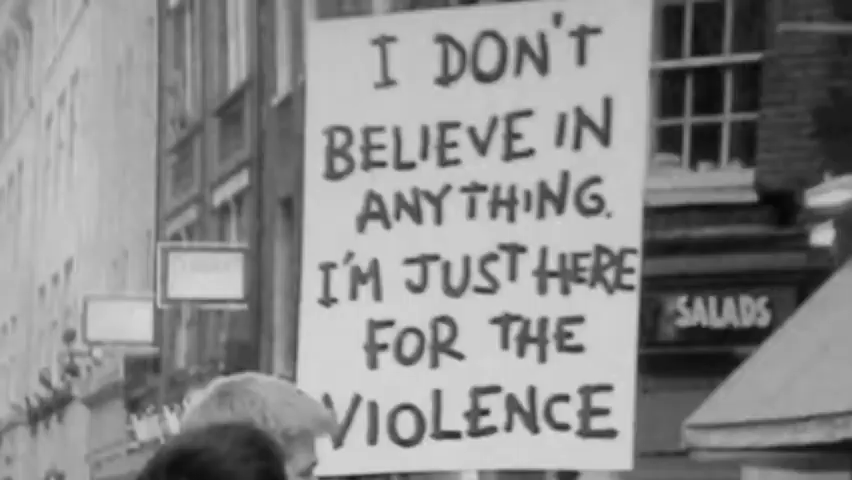 I DON'T
BELIEVE IN
ANYTHING.
I'M JUST HERE
FOR THE
VIOLENCE
SALADS